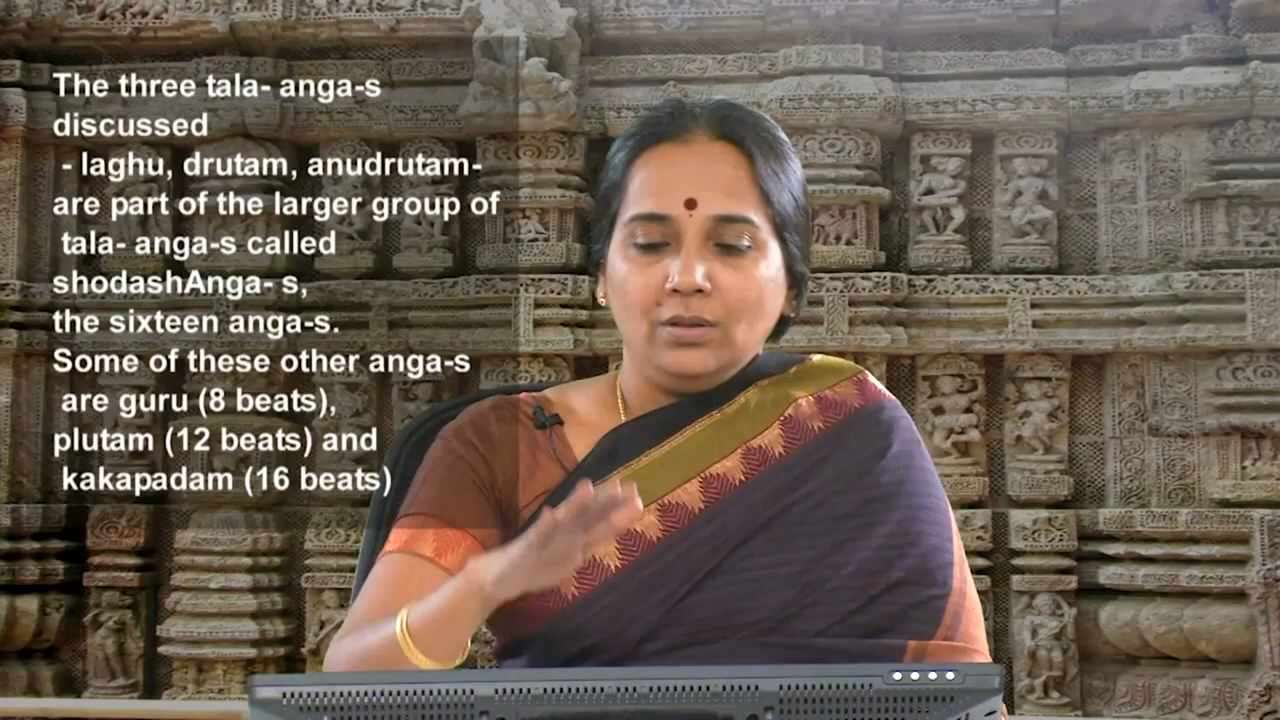 The three tala- anga-s
discussed
- laghu, drutam, anudrutam-
are part of the larger group of
tala- anga-s called
shodashAnga- s,
the sixteen anga-s.
Some of these other anga-s
are guru (8 beats),
plutam (12 beats) and
kakapadam (16 beats)